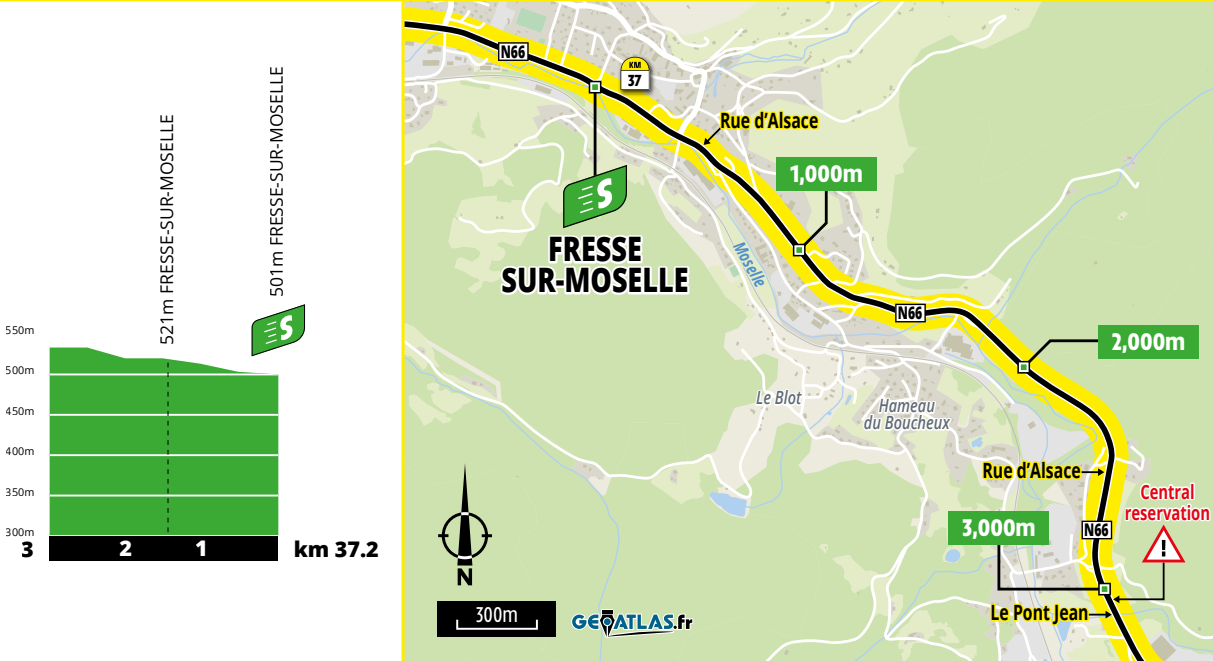 521m FRESSE-SUR-MOSELLE
501m FRESSE-SUR-MOSELLE
S
550m
500m
450m
400m
350m
300m
3
2
1
km 37.2
N66
KM
37
Rue d'Alsace
1,000m
S
FRESSE
SUR-MOSELLE
Moselle
N66
2,000m
Le Blot
Hameau
du Boucheux
Rue d'Alsace
Central
reservation
!
3,000m
N66
N
Le Pont Jean
300m
GEOATLAS.fr